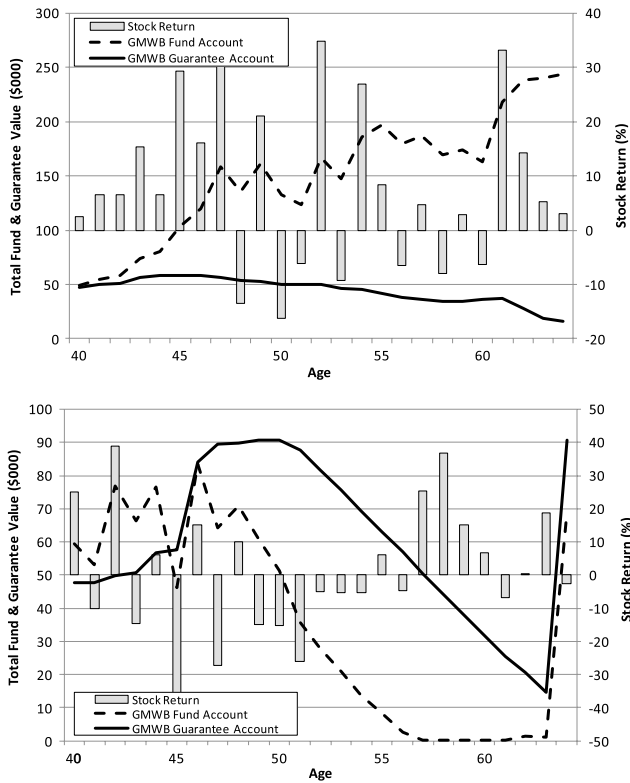 300
250
200
150
100
50
0
Total Fund & Guarantee Value ($000)
Stock Return
GMWB Fund Account
GMWB Guarantee Account
40
30
20
10
0
-10
-20
Stock Return (%)
40 45 50 55 60
Age
100
90
80
70
60
50
40
30
20
10
0
Total Fund & Guarantee Value ($000)
50
40
30
20
10
0
-10
-20
-30
-40
-50
Stock Return (%)
Stock Return
GMWB Fund Account
GMWB Guarantee Account
40 45 50 55 60
Age